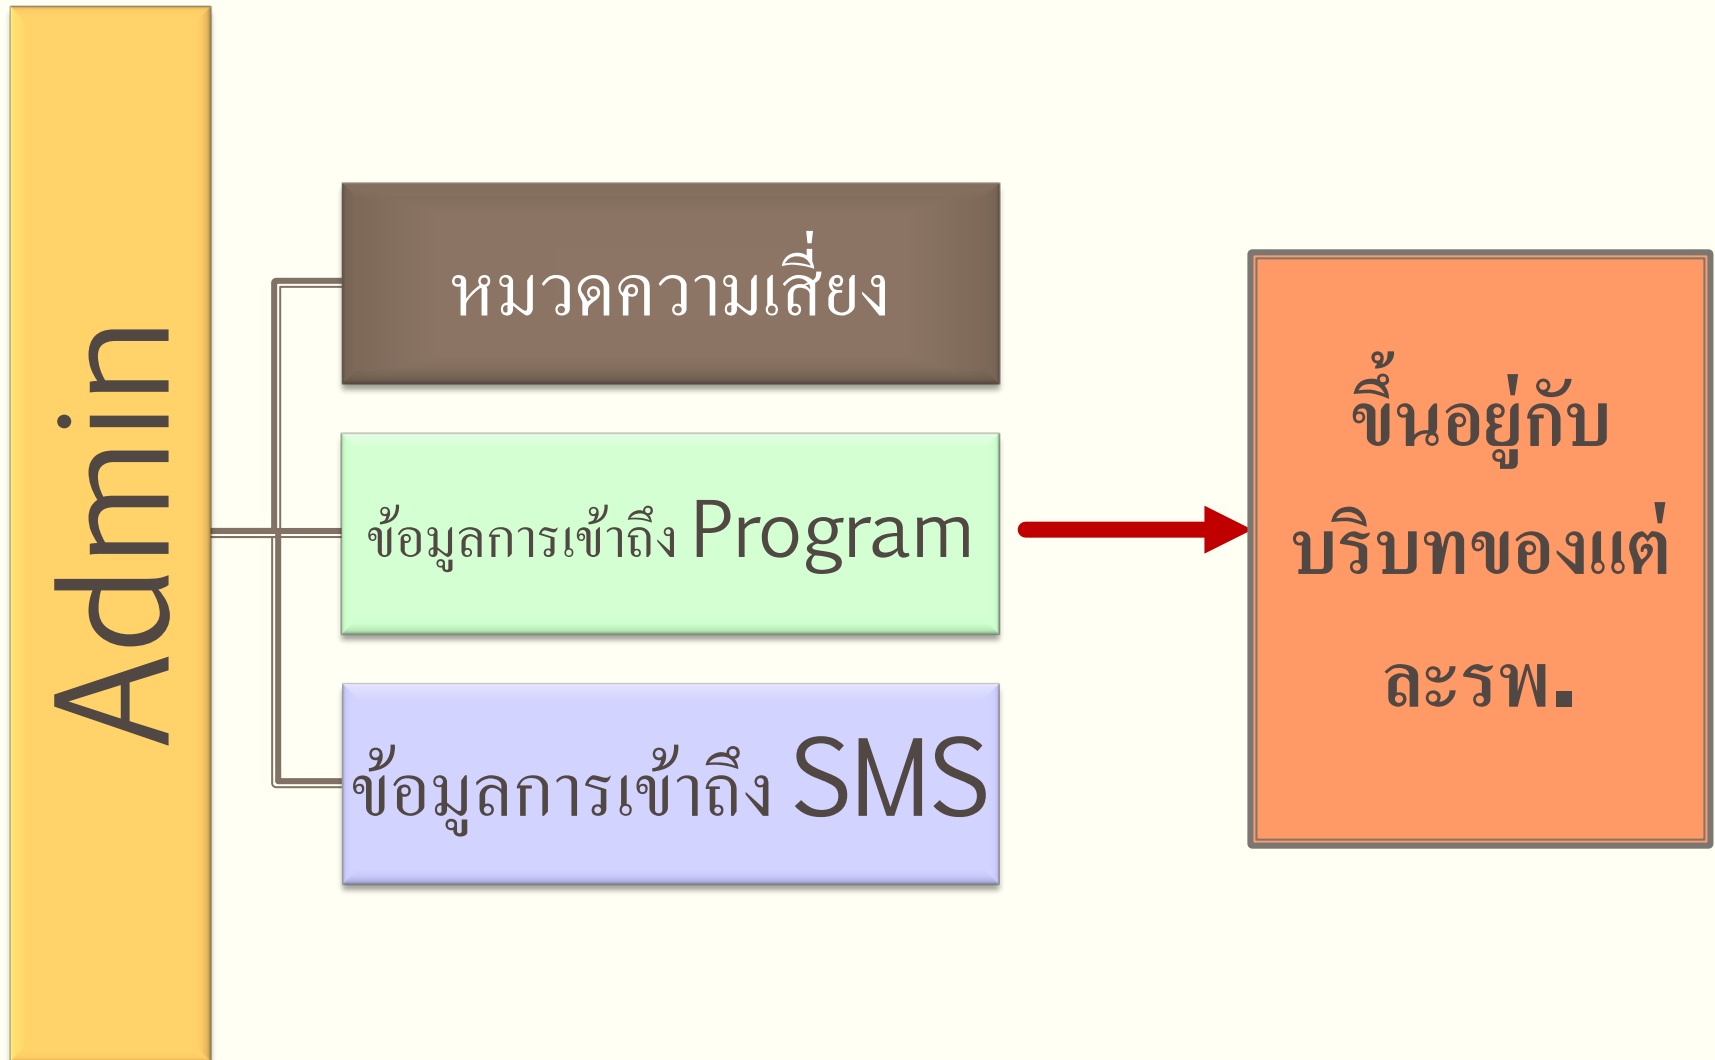 Admin
หมวดความเสี่ยง
ข้อมูลการเข้าถึง Program
ข้อมูลการเข้าถึง SMS
ขึ้นอยู่กับ
บริบทของแต่
ละรพ.